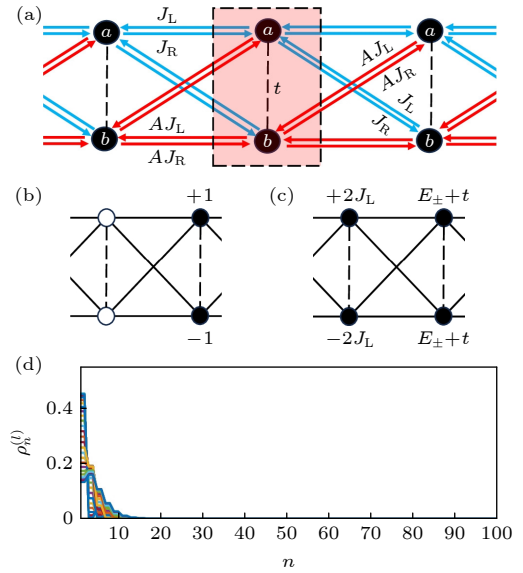 (a)
J_L
J_R
a
a
a
t
AJ_L
AJ_R
J_L
J_R
AJ_L
AJ_R
b
b
b
(b)
+1
−1
(c)
+2J_L
E_±+t
−2J_L
E_±+t
(d)
ρ_n^(l)
0.4
0.2
0
10 20 30 40 50 60 70 80 90 100
n